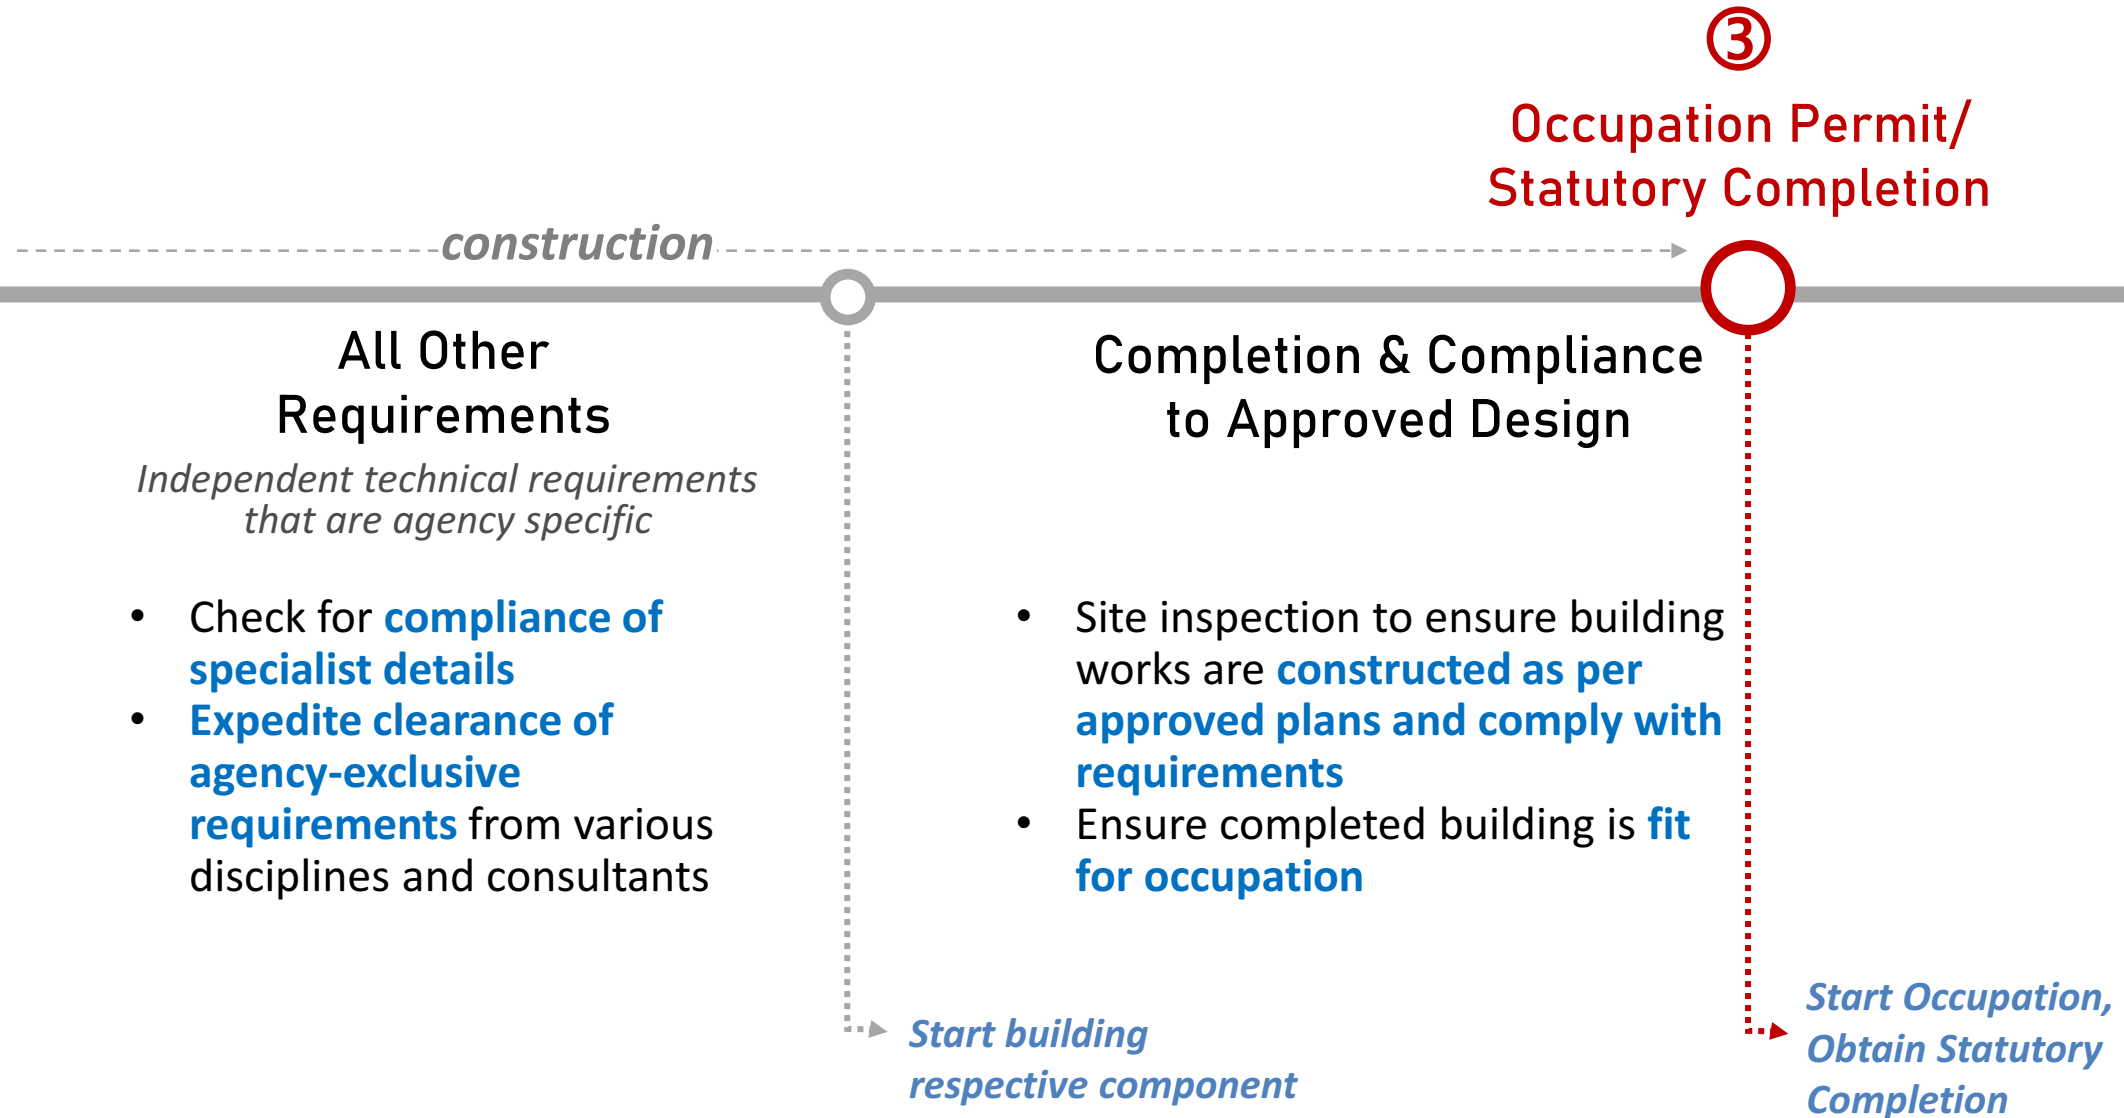 ③
Occupation Permit/
Statutory Completion
construction
All Other
Requirements
Independent technical requirements
that are agency specific
• Check for compliance of
specialist details
• Expedite clearance of
agency-exclusive
requirements from various
disciplines and consultants
Start building
respective component
Completion & Compliance
to Approved Design
• Site inspection to ensure building
works are constructed as per
approved plans and comply with
requirements
• Ensure completed building is fit
for occupation
Start Occupation,
Obtain Statutory
Completion